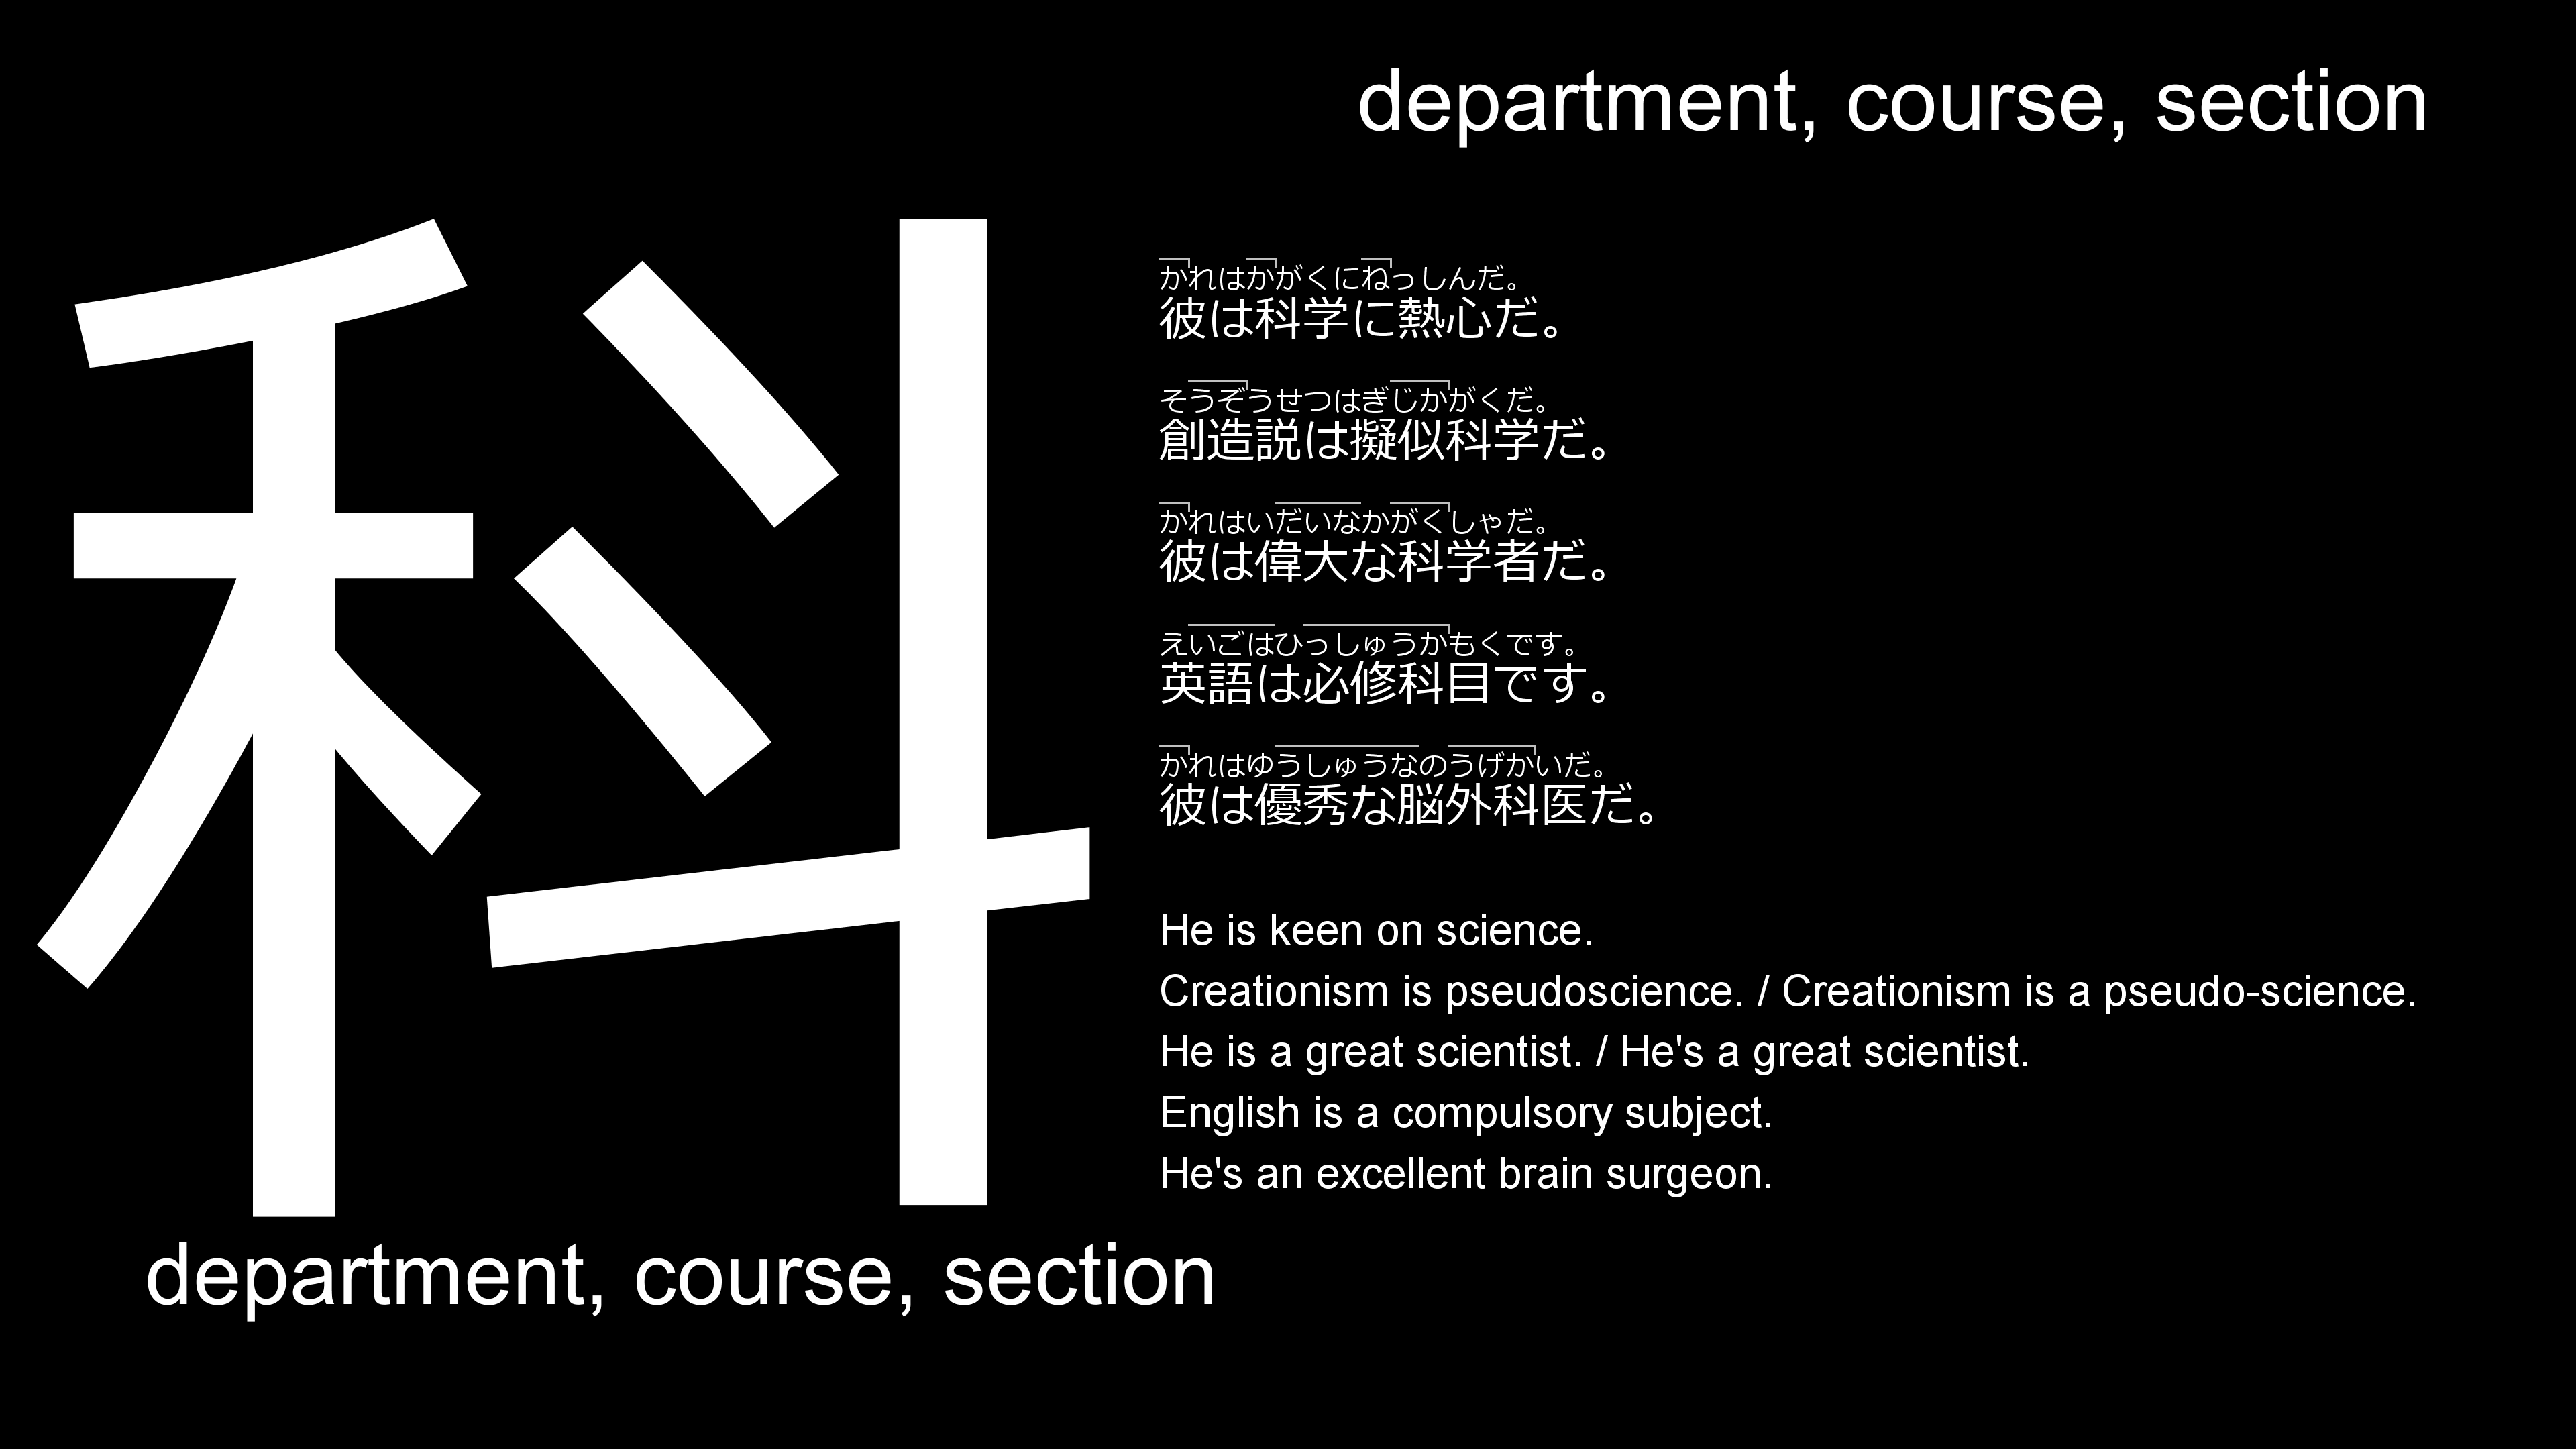 department, course, section
科
かれはかがくにねっしんだ。
彼は科学に熱心だ。
そうぞうせつはぎじかがくだ。
創造説は擬似科学だ。
かれはいだいなかがくしゃだ。
彼は偉大な科学者だ。
えいごはひっしゅうかもくです。
英語は必修科目です。
かれはゆうしゅうなのうげかいだ。
彼は優秀な脳外科医だ。
He is keen on science.
Creationism is pseudoscience. / Creationism is a pseudo-science.
He is a great scientist. / He's a great scientist.
English is a compulsory subject.
He's an excellent brain surgeon.
department, course, section